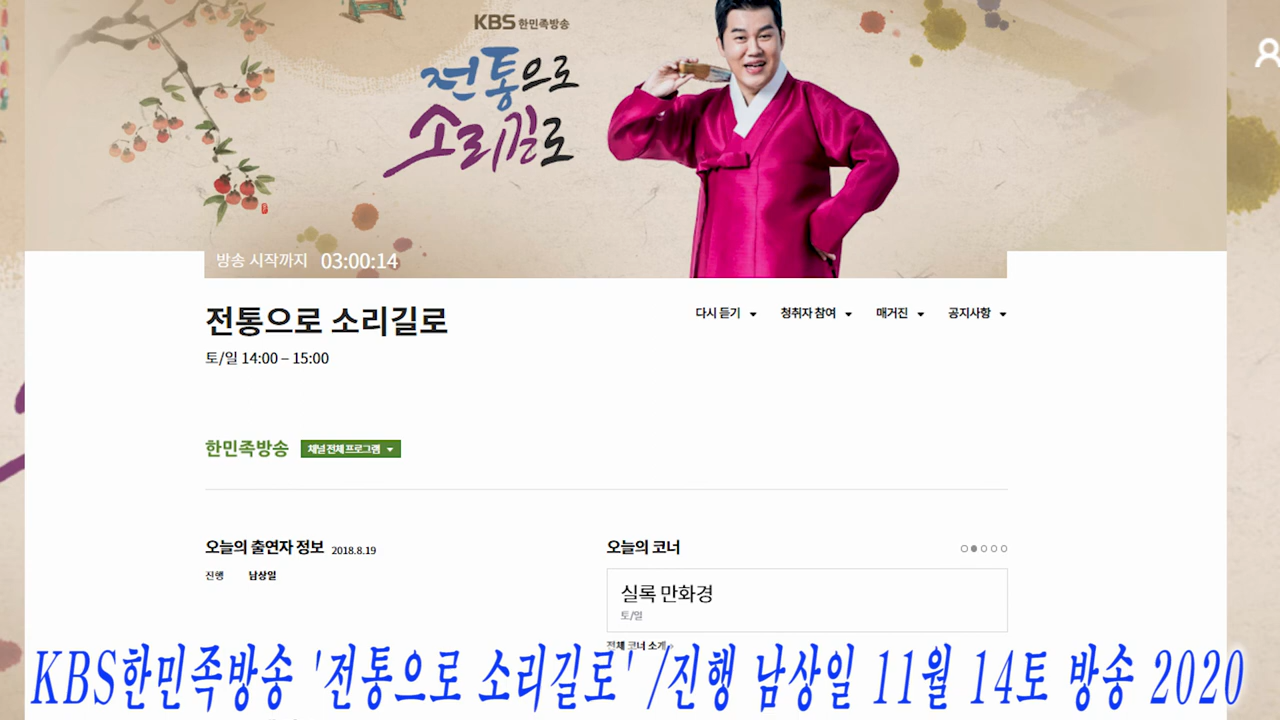 KBS 한민족방송
전통으로
소리길로
방송 시작까지 03:00:14
전통으로 소리길로
토/일 14:00 – 15:00
다시 듣기 청취자 참여 매거진 공지사항
한민족방송 채널 전체 프로그램
오늘의 출연자 정보 2018.8.19
진행 남상일
오늘의 코너
실록 만화경
토/일
전체 코너 소개
KBS한민족방송 '전통으로 소리길로' /진행 남상일 11월 14토 방송 2020